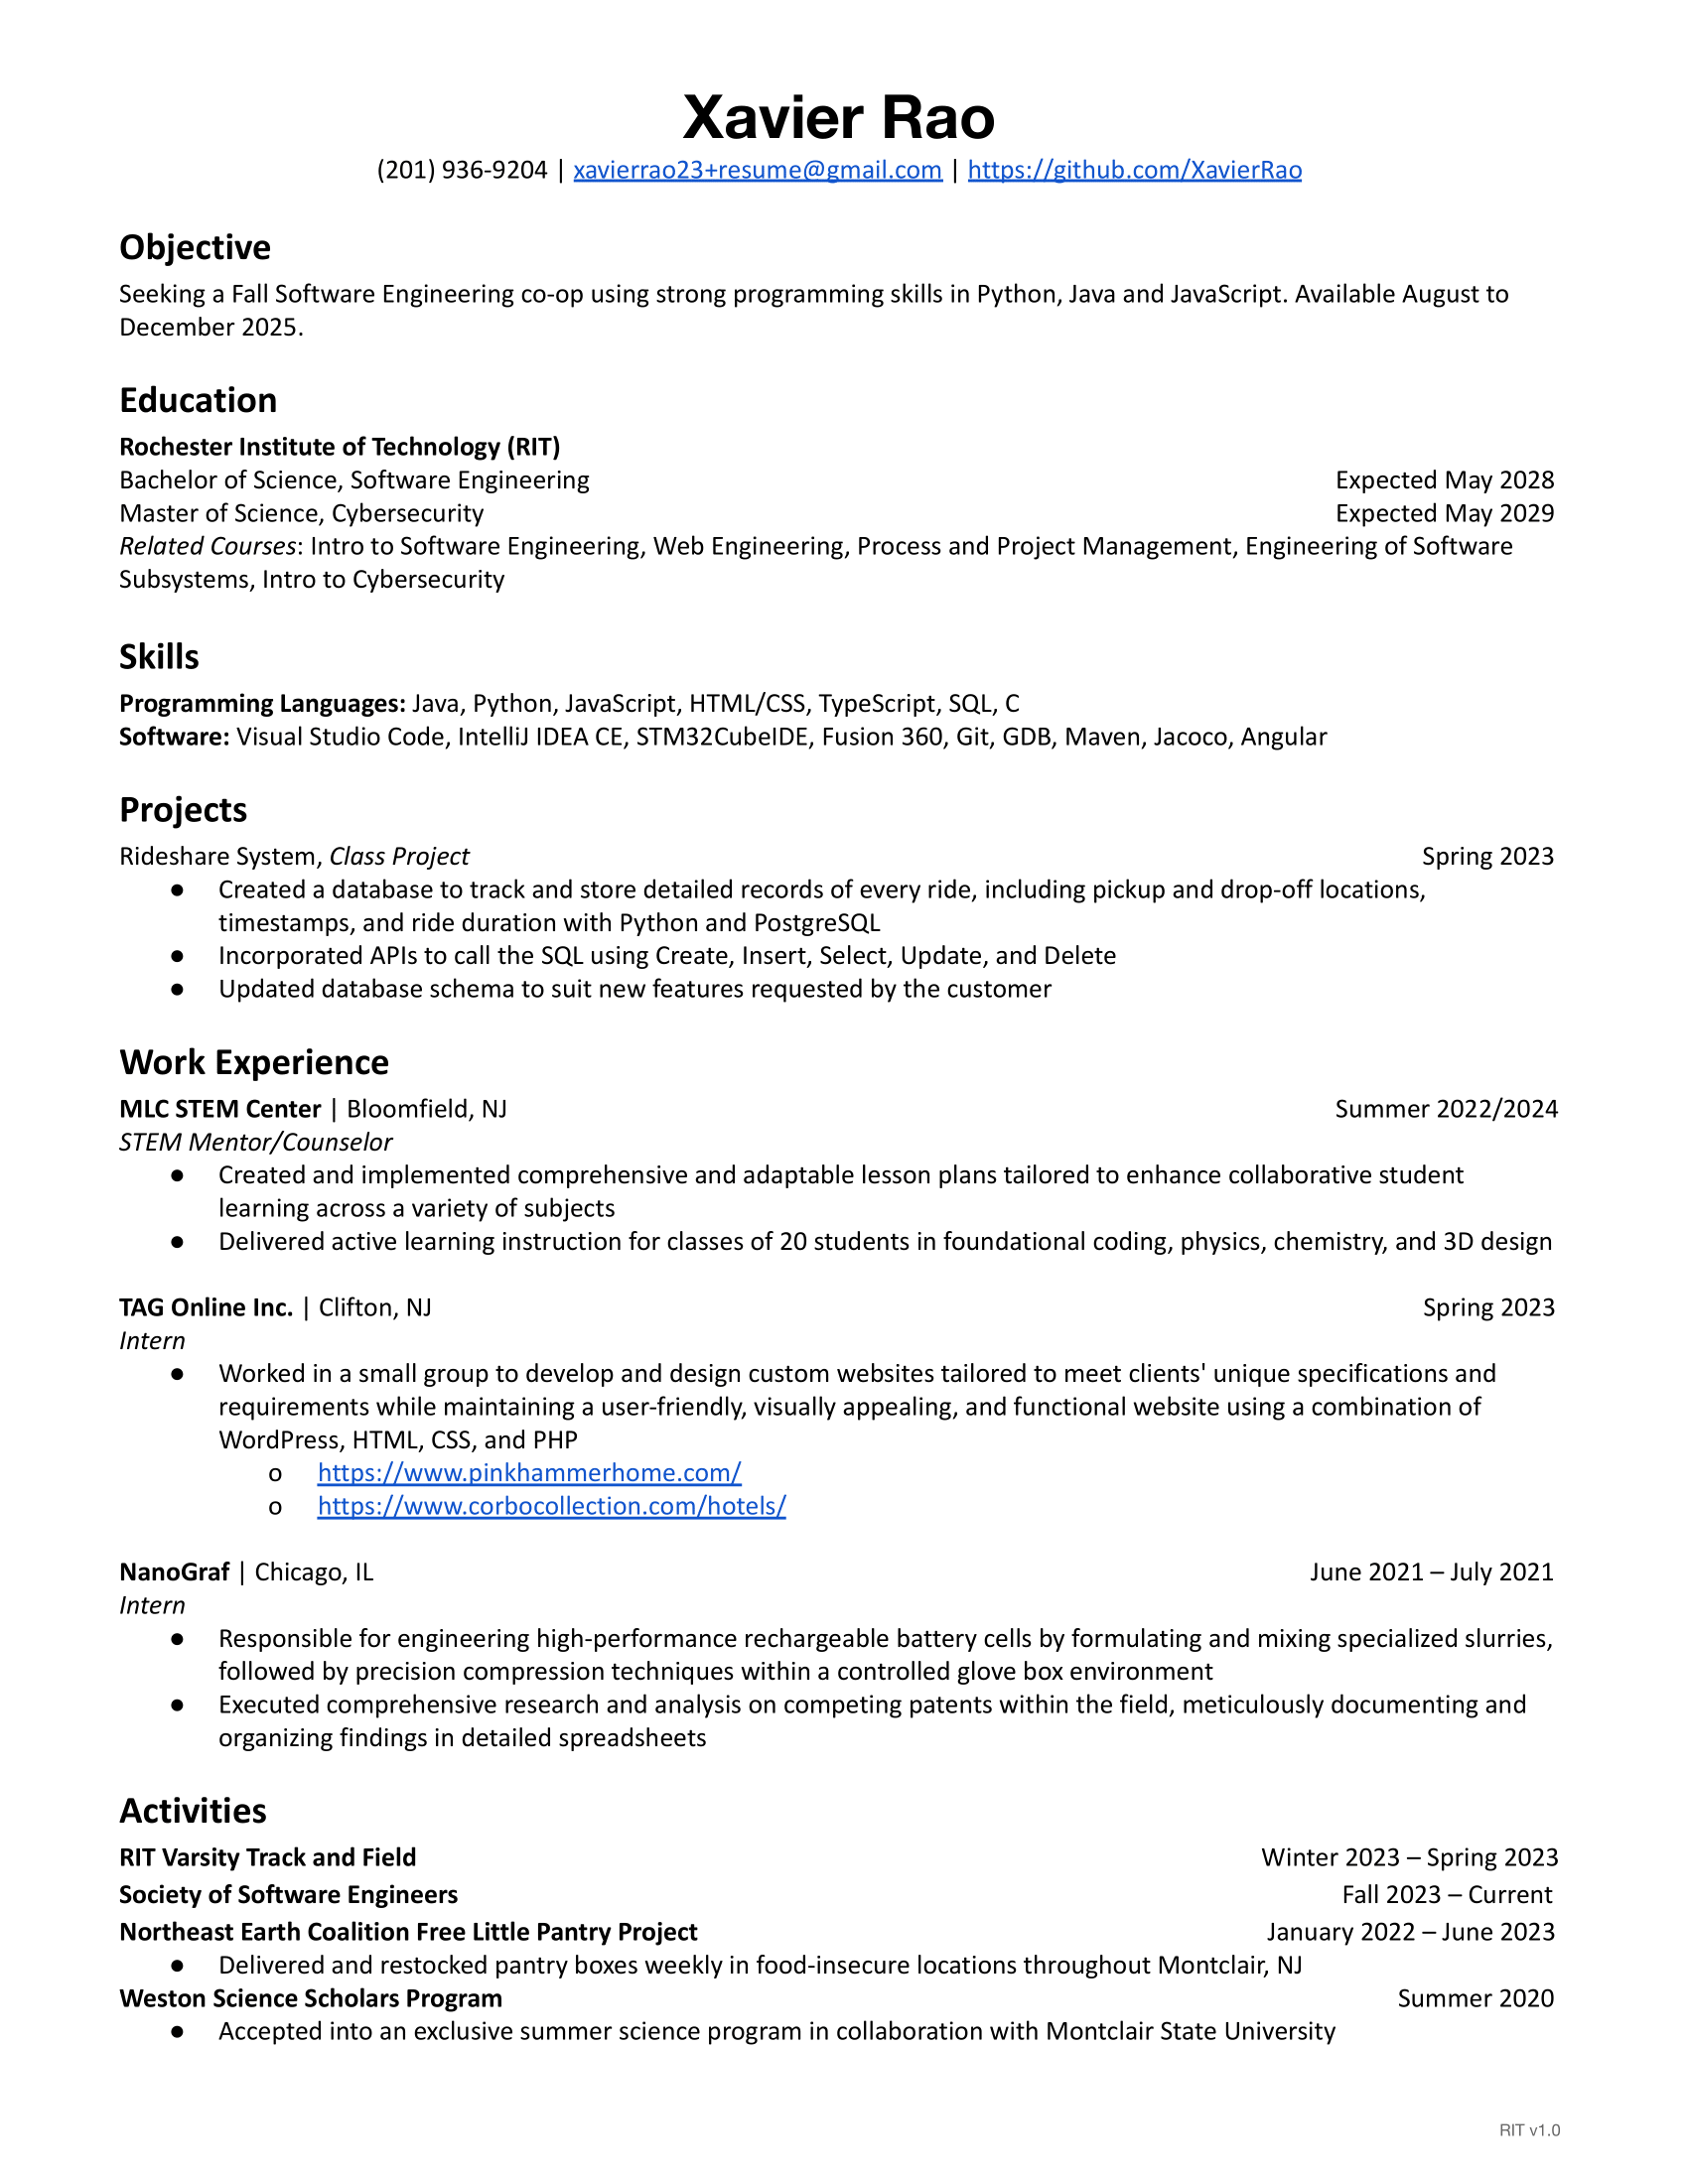 Xavier Rao
(201) 936-9204 | xavierrao23+resume@gmail.com | https://github.com/XavierRao
Objective
Seeking a Fall Software Engineering co-op using strong programming skills in Python, Java and JavaScript. Available August to
December 2025.
Education
Rochester Institute of Technology (RIT)
Bachelor of Science, Software Engineering Expected May 2028
Master of Science, Cybersecurity Expected May 2029
Related Courses: Intro to Software Engineering, Web Engineering, Process and Project Management, Engineering of Software
Subsystems, Intro to Cybersecurity
Skills
Programming Languages: Java, Python, JavaScript, HTML/CSS, TypeScript, SQL, C
Software: Visual Studio Code, IntelliJ IDEA CE, STM32CubeIDE, Fusion 360, Git, GDB, Maven, Jacoco, Angular
Projects
Rideshare System, Class Project Spring 2023
● Created a database to track and store detailed records of every ride, including pickup and drop-off locations,
timestamps, and ride duration with Python and PostgreSQL
● Incorporated APIs to call the SQL using Create, Insert, Select, Update, and Delete
● Updated database schema to suit new features requested by the customer
Work Experience
MLC STEM Center | Bloomfield, NJ Summer 2022/2024
STEM Mentor/Counselor
● Created and implemented comprehensive and adaptable lesson plans tailored to enhance collaborative student
learning across a variety of subjects
● Delivered active learning instruction for classes of 20 students in foundational coding, physics, chemistry, and 3D design
TAG Online Inc. | Clifton, NJ Spring 2023
Intern
● Worked in a small group to develop and design custom websites tailored to meet clients' unique specifications and
requirements while maintaining a user-friendly, visually appealing, and functional website using a combination of
WordPress, HTML, CSS, and PHP
o https://www.pinkhammerhome.com/
o https://www.corbocollection.com/hotels/
NanoGraf | Chicago, IL June 2021 – July 2021
Intern
● Responsible for engineering high-performance rechargeable battery cells by formulating and mixing specialized slurries,
followed by precision compression techniques within a controlled glove box environment
● Executed comprehensive research and analysis on competing patents within the field, meticulously documenting and
organizing findings in detailed spreadsheets
Activities
RIT Varsity Track and Field Winter 2023 – Spring 2023
Society of Software Engineers Fall 2023 – Current
Northeast Earth Coalition Free Little Pantry Project January 2022 – June 2023
● Delivered and restocked pantry boxes weekly in food-insecure locations throughout Montclair, NJ
Weston Science Scholars Program Summer 2020
● Accepted into an exclusive summer science program in collaboration with Montclair State University
RIT v1.0